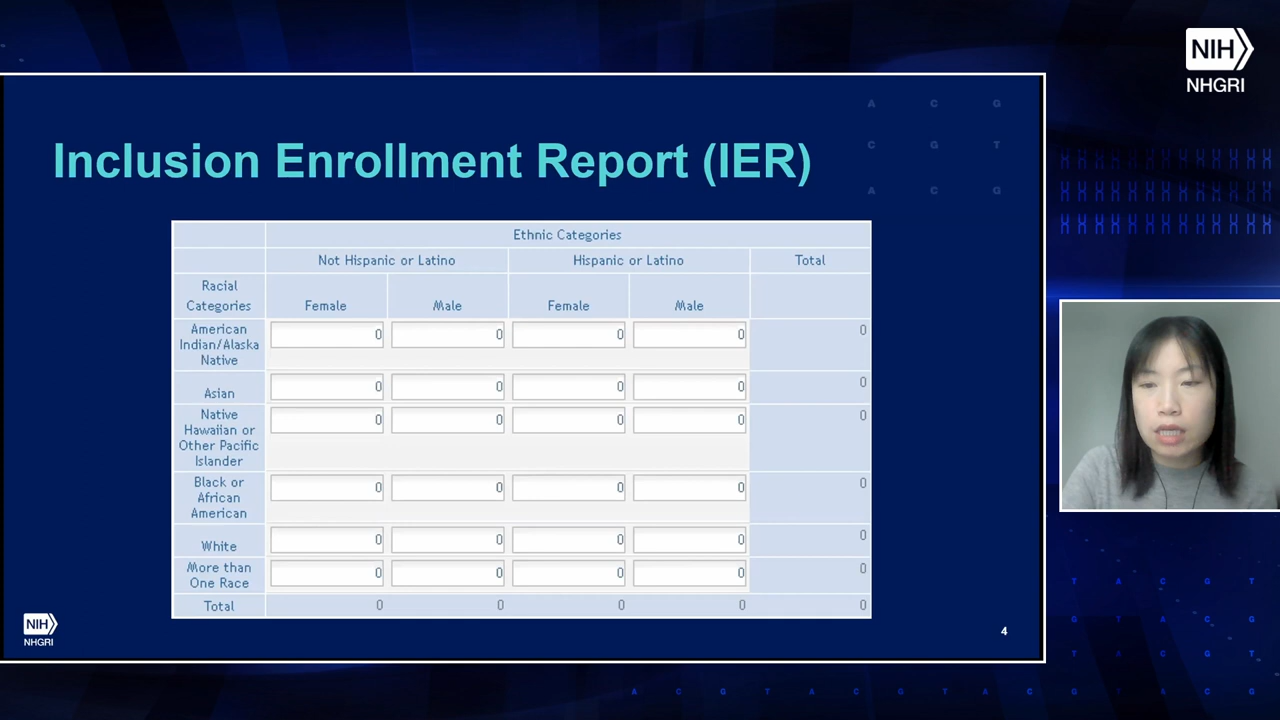 NIH
NHGRI
A C G
C G T
A C G
Inclusion Enrollment Report (IER)
Ethnic Categories
Not Hispanic or Latino Hispanic or Latino Total
Racial
Categories Female Male Female Male
American
Indian/Alaska
Native
0 0 0 0 0
Asian
0 0 0 0 0
Native
Hawaiian or
Other Pacific
Islander
0 0 0 0 0
Black or
African
American
0 0 0 0 0
White
0 0 0 0 0
More than
One Race
0 0 0 0 0
Total 0 0 0 0 0
NIH
NHGRI
4
T A C G T
G T A C G
T A C G T
A C G T A C G T A C G T A C G